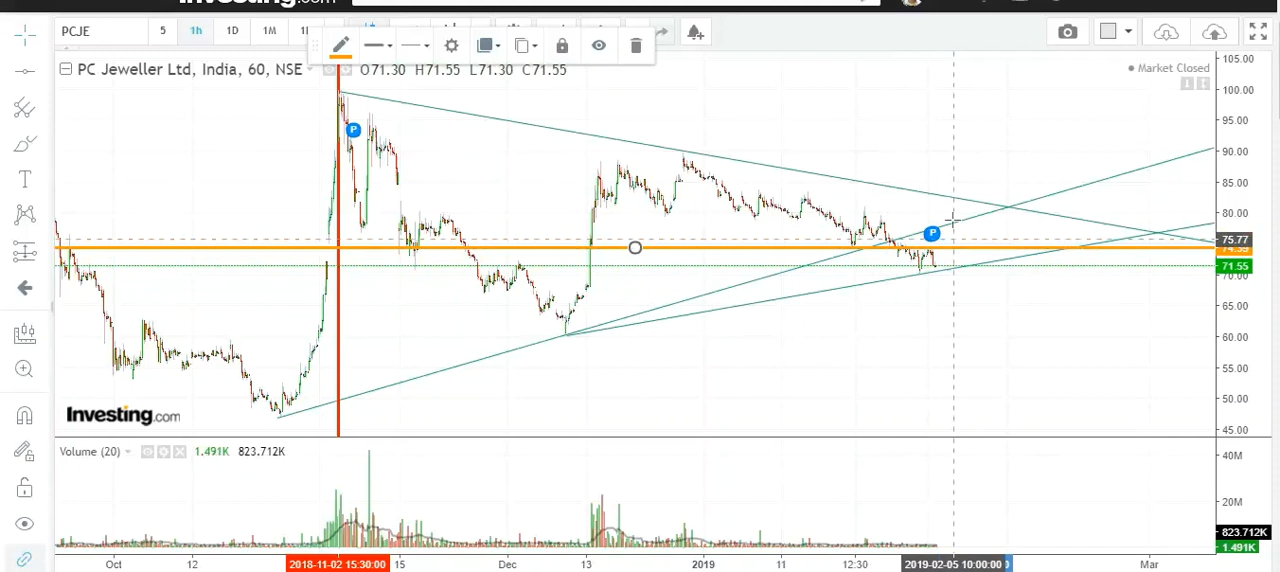 Investing.com
PCJE 5 1h 1D 1M
PC Jeweller Ltd, India, 60, NSE O71.30 H71.55 L71.30 C71.55
Market Closed
105.00
100.00
95.00
90.00
85.00
80.00
75.77
71.55
65.00
60.00
55.00
50.00
45.00
P
P
T
Investing.com
Volume (20) 1.491K 823.712K
40M
20M
823.712K
1.491K
Oct 12 2018-11-02 15:30:00 15 Dec 13 2019 11 12:30 2019-02-05 10:00:00 Mar